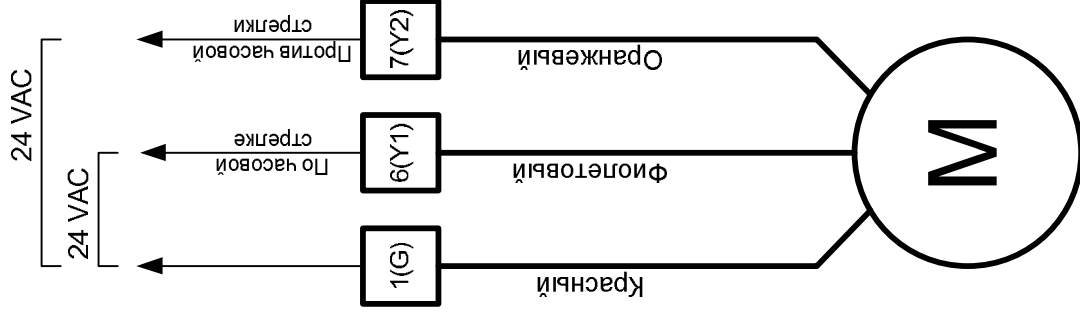 24 VAC
24 VAC
Против часовой
стрелки
По часовой
стрелке
7(Y2)
6(Y1)
1(G)
Оранжевый
Фиолетовый
Красный
M